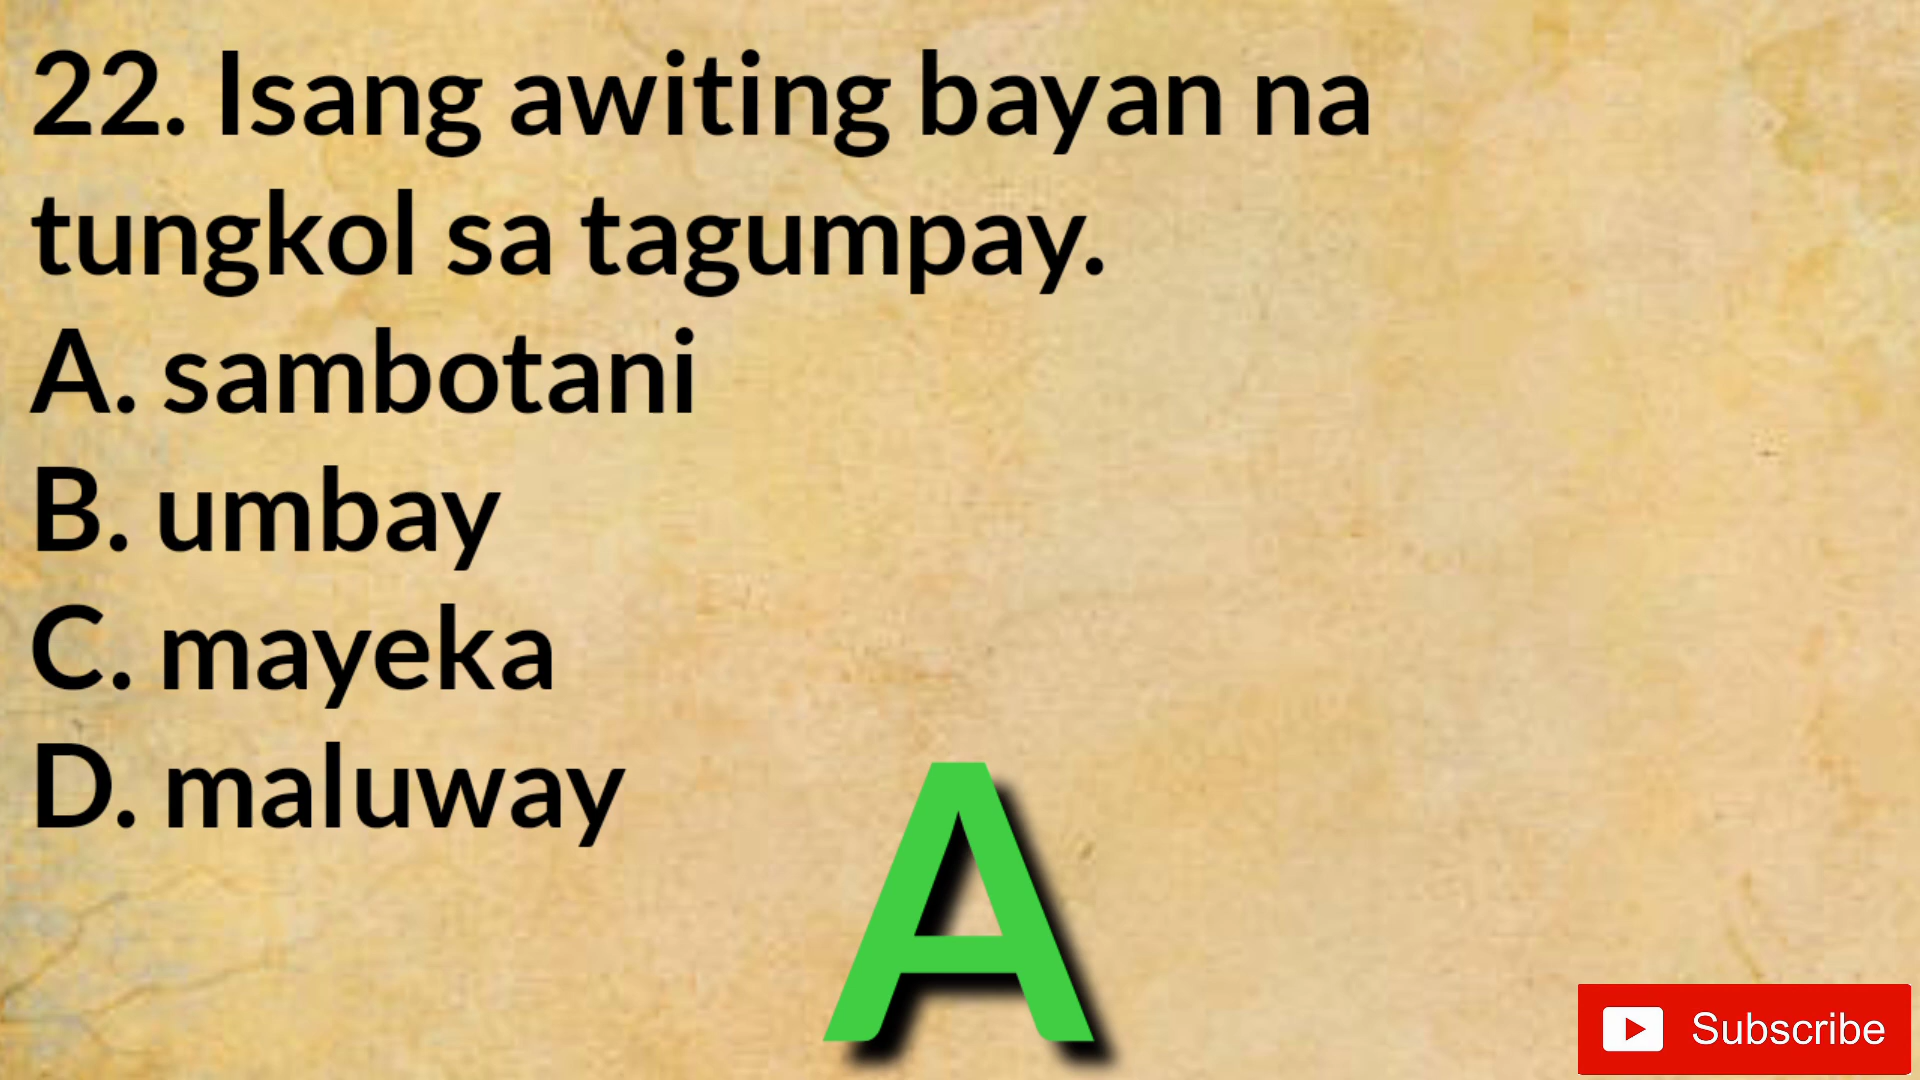 22. Isang awiting bayan na
tungkol sa tagumpay.
A. sambotani
B. umbay
C. mayeka
D. maluway
A
Subscribe